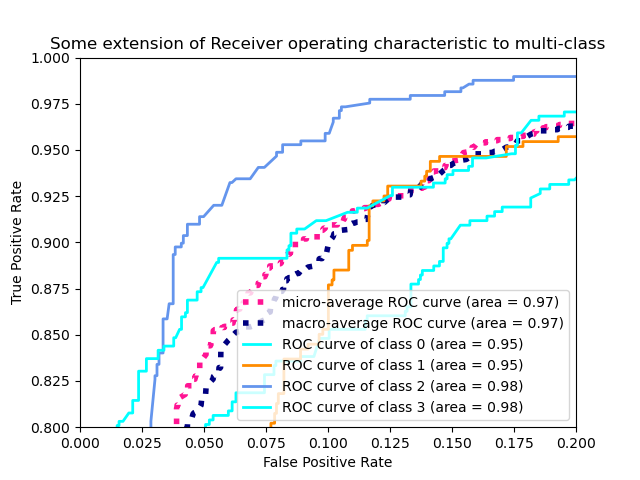 Some extension of Receiver operating characteristic to multi-class
1.000
0.975
0.950
0.925
0.900
0.875
0.850
0.825
0.800
True Positive Rate
micro-average ROC curve (area = 0.97)
macro-average ROC curve (area = 0.97)
ROC curve of class 0 (area = 0.95)
ROC curve of class 1 (area = 0.95)
ROC curve of class 2 (area = 0.98)
ROC curve of class 3 (area = 0.98)
0.000 0.025 0.050 0.075 0.100 0.125 0.150 0.175 0.200
False Positive Rate